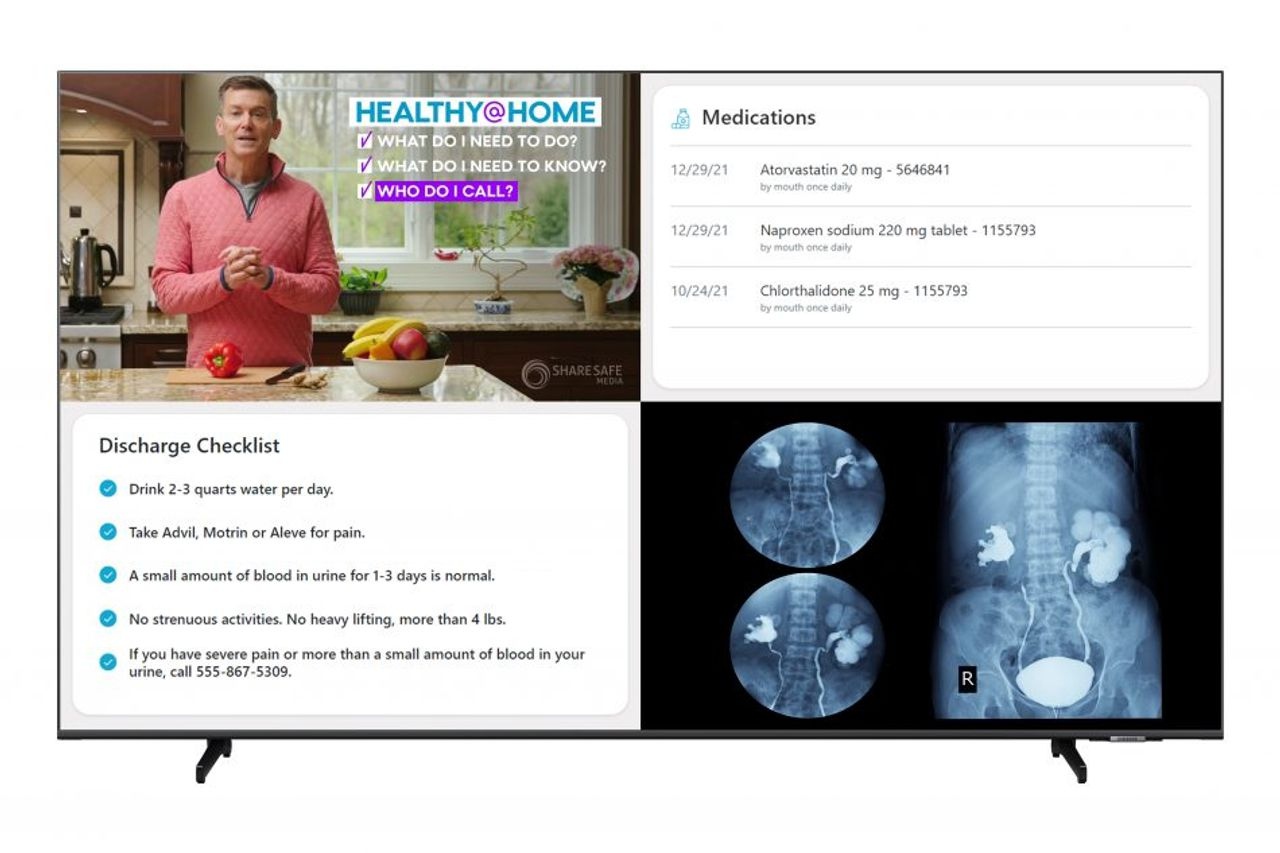 HEALTHY@HOME
WHAT DO I NEED TO DO?
WHAT DO I NEED TO KNOW?
WHO DO I CALL?
SHARESAFE
MEDIA
Medications
12/29/21 Atorvastatin 20 mg - 5646841
by mouth once daily
12/29/21 Naproxen sodium 220 mg tablet - 1155793
by mouth once daily
10/24/21 Chlorthalidone 25 mg - 1155793
by mouth once daily
Discharge Checklist
Drink 2-3 quarts water per day.
Take Advil, Motrin or Aleve for pain.
A small amount of blood in urine for 1-3 days is normal.
No strenuous activities. No heavy lifting, more than 4 lbs.
If you have severe pain or more than a small amount of blood in your
urine, call 555-867-5309.
R